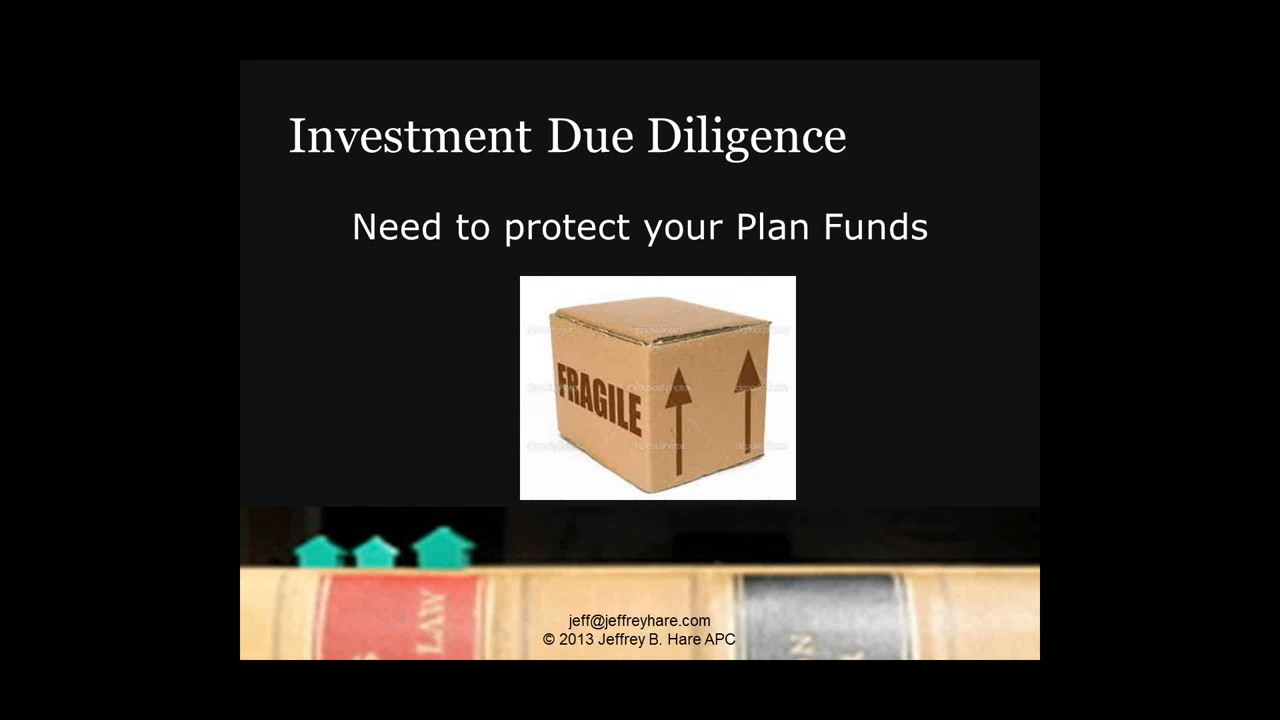 Investment Due Diligence
Need to protect your Plan Funds
FRAGILE
LAW
jeff@jeffreyhare.com
© 2013 Jeffrey B. Hare APC